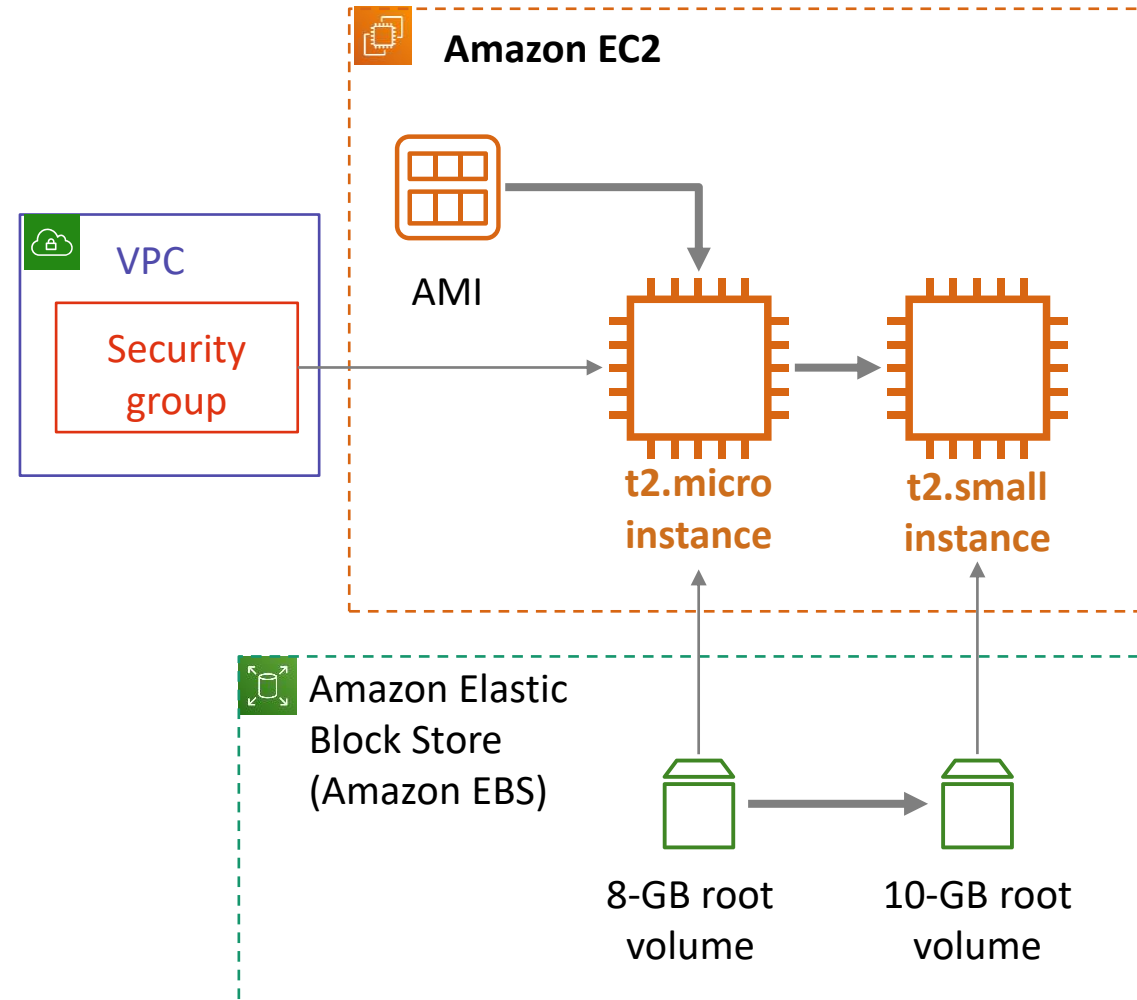 Amazon EC2
AMI
VPC
Security
group
t2.micro
instance
t2.small
instance
Amazon Elastic
Block Store
(Amazon EBS)
8-GB root
volume
10-GB root
volume